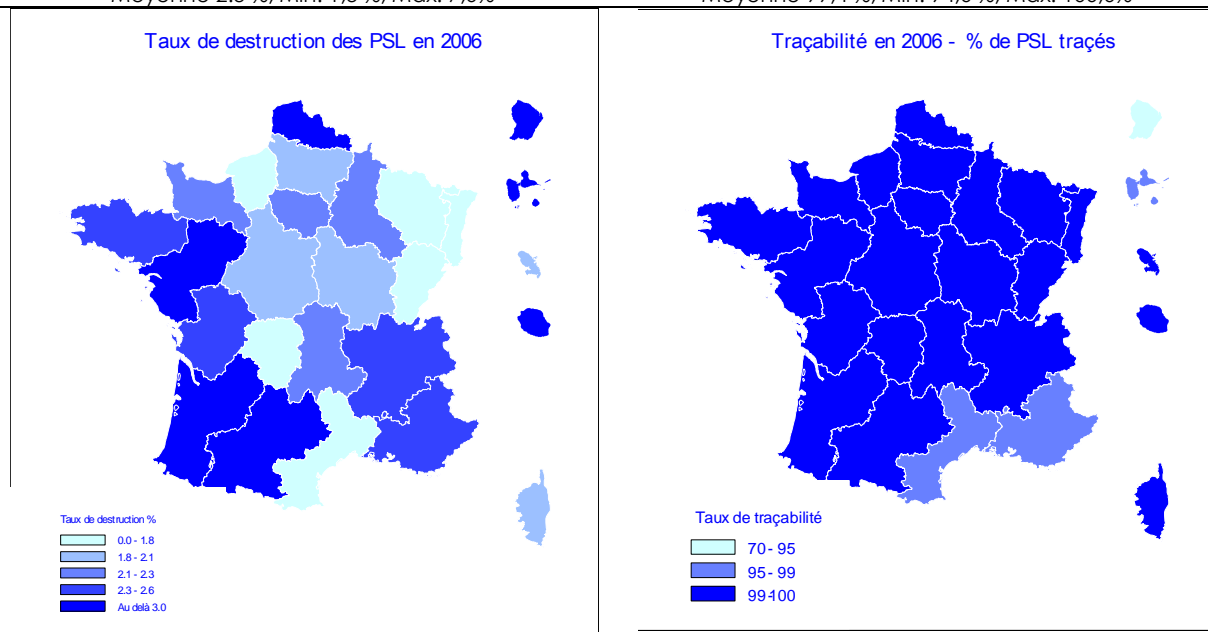 Taux de destruction des PSL en 2006
Taux de destruction %
0.0 - 1.8
1.8 - 2.1
2.1 - 2.3
2.3 - 2.6
Au delà 3.0
Traçabilité en 2006 - % de PSL tracés
Taux de traçabilité
70 - 95
95 - 99
99-100